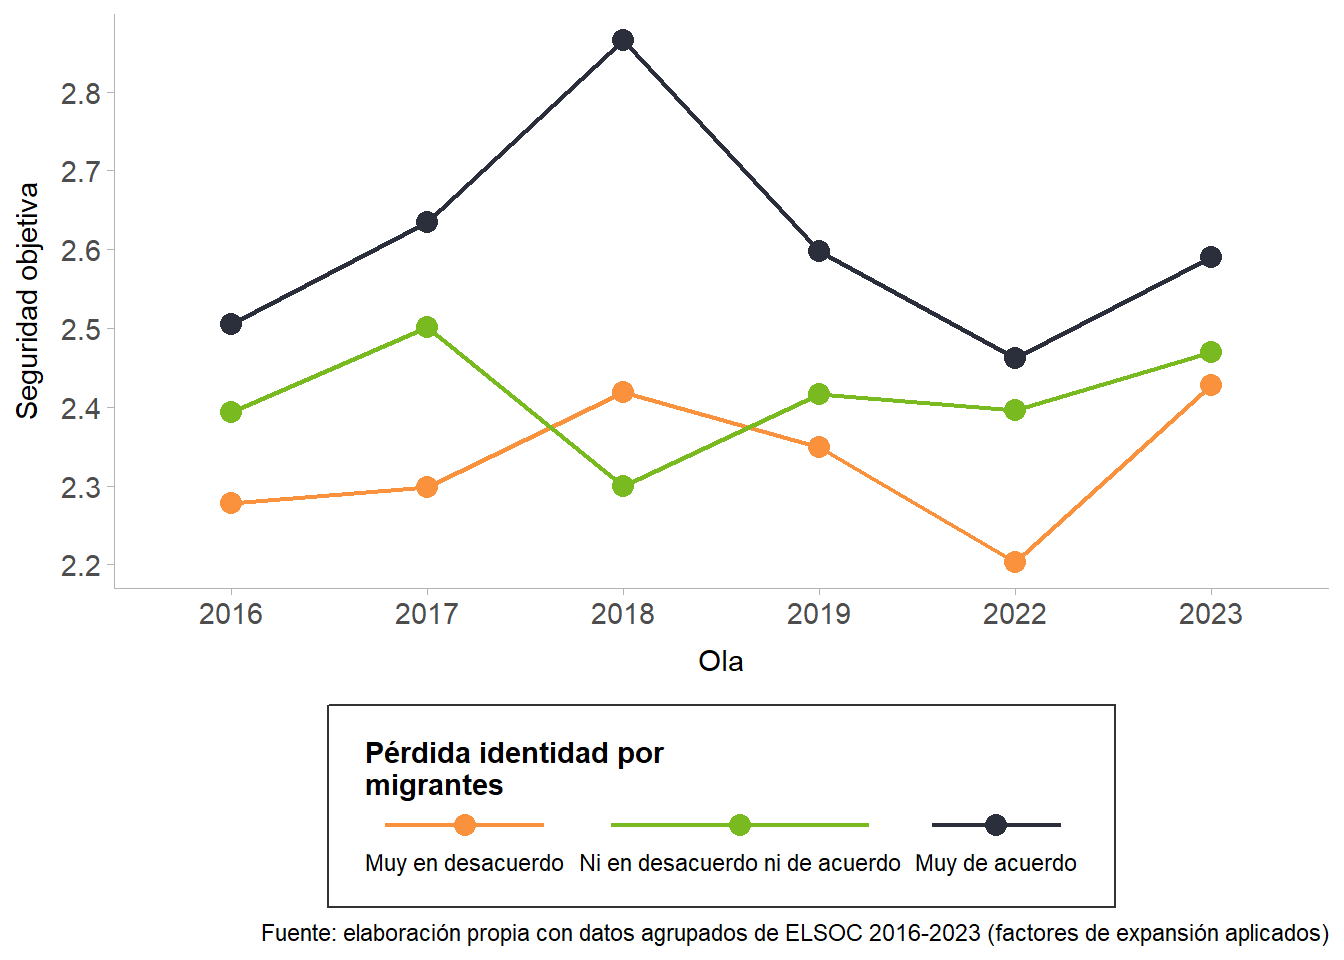 Seguridad objetiva
2.8
2.7
2.6
2.5
2.4
2.3
2.2
2016 2017 2018 2019 2022 2023
Ola
Pérdida identidad por
migrantes
Muy en desacuerdo Ni en desacuerdo ni de acuerdo Muy de acuerdo
Fuente: elaboración propia con datos agrupados de ELSOC 2016-2023 (factores de expansión aplicados)